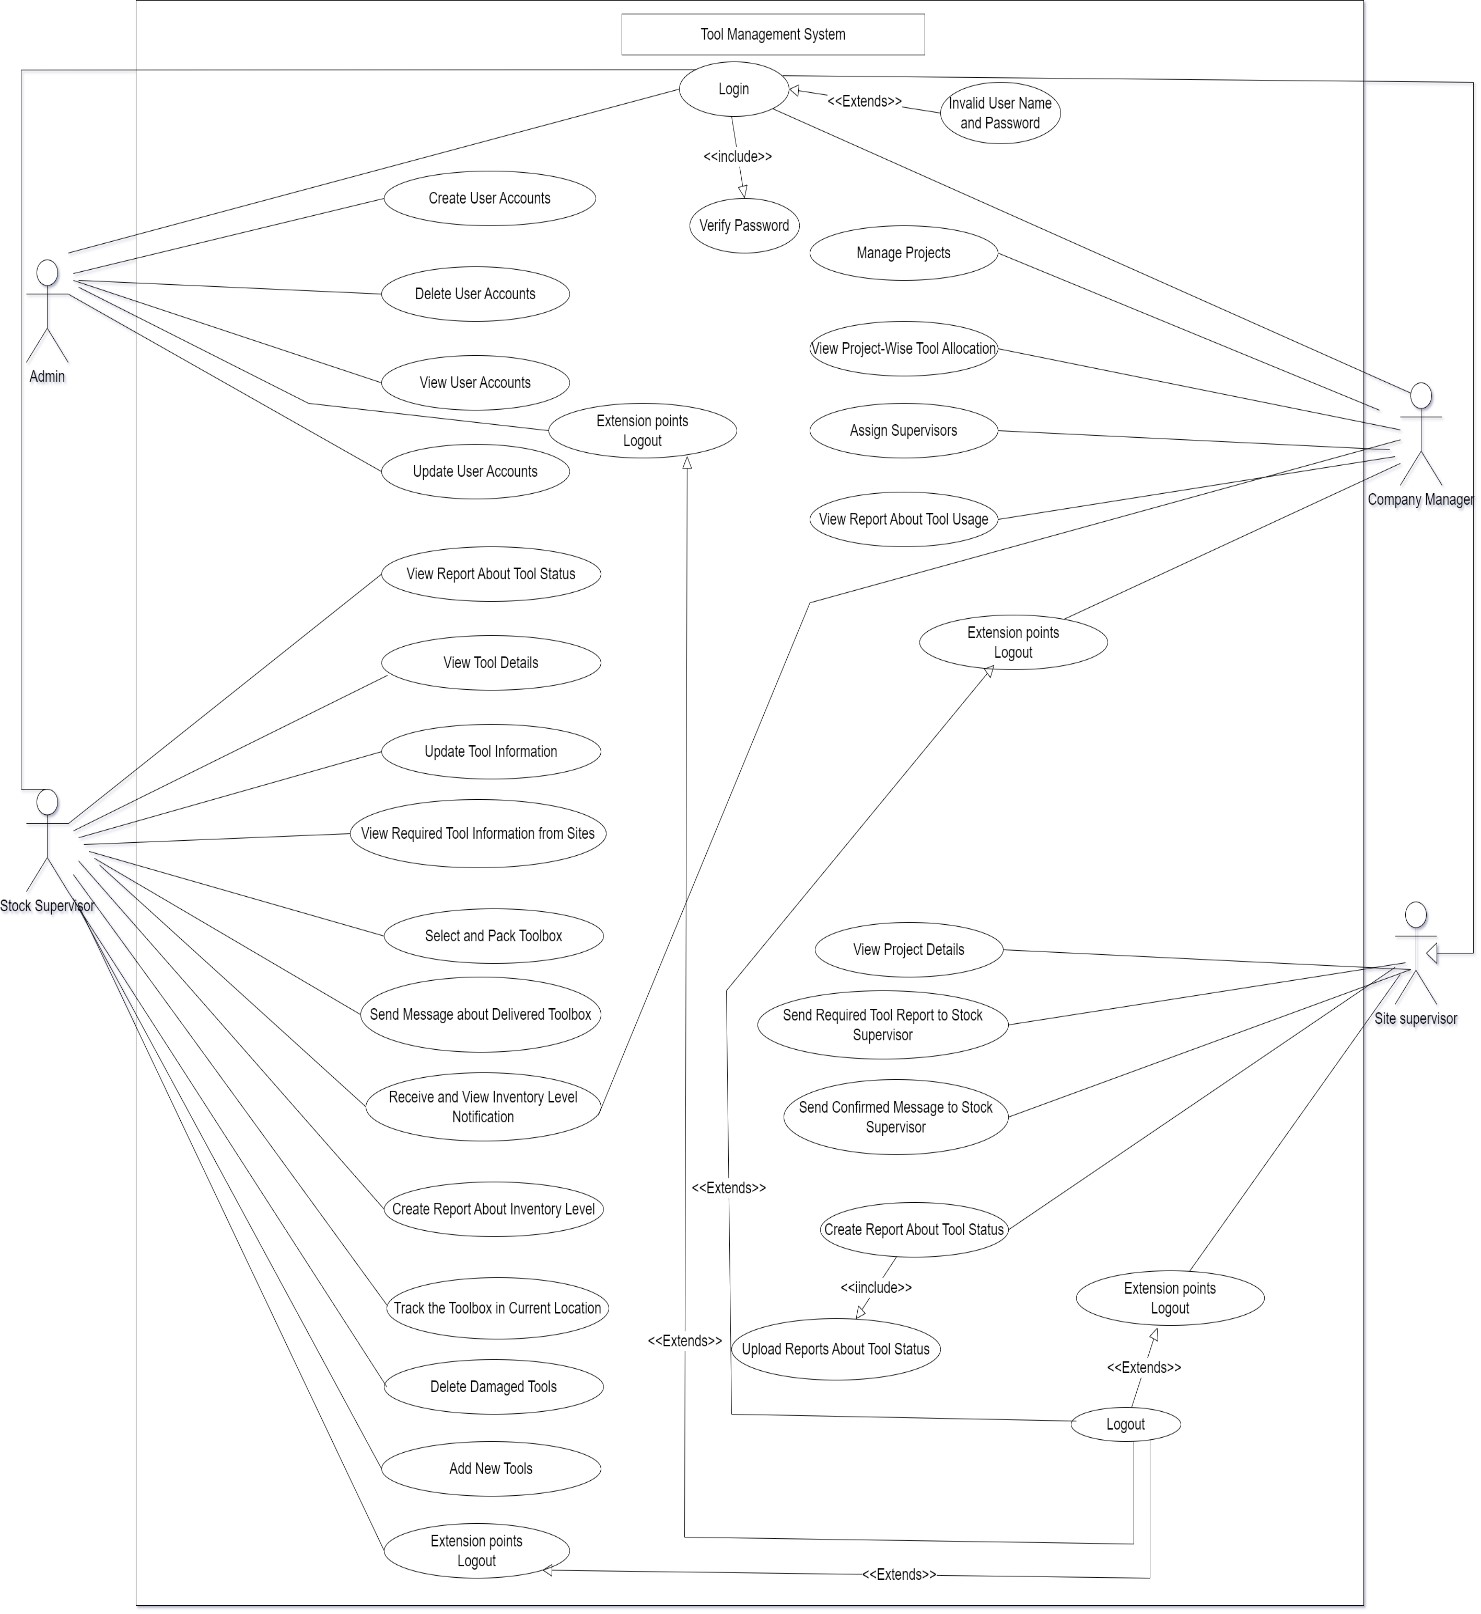 Tool Management System
Login
<<Extends>>
Invalid User Name
and Password
<<include>>
Verify Password
Create User Accounts
Manage Projects
Delete User Accounts
Admin
View Project-Wise Tool Allocation
View User Accounts
Extension points
Logout
Assign Supervisors
Update User Accounts
Company Manager
View Report About Tool Usage
View Report About Tool Status
Extension points
Logout
View Tool Details
Update Tool Information
View Required Tool Information from Sites
Stock Supervisor
Select and Pack Toolbox
View Project Details
Send Message about Delivered Toolbox
Send Required Tool Report to Stock
Supervisor
Site supervisor
Receive and View Inventory Level
Notification
Send Confirmed Message to Stock
Supervisor
<<Extends>>
Create Report About Inventory Level
Create Report About Tool Status
<<iinclude>>
Extension points
Logout
Track the Toolbox in Current Location
<<Extends>>
Upload Reports About Tool Status
<<Extends>>
Delete Damaged Tools
Logout
Add New Tools
Extension points
Logout
<<Extends>>